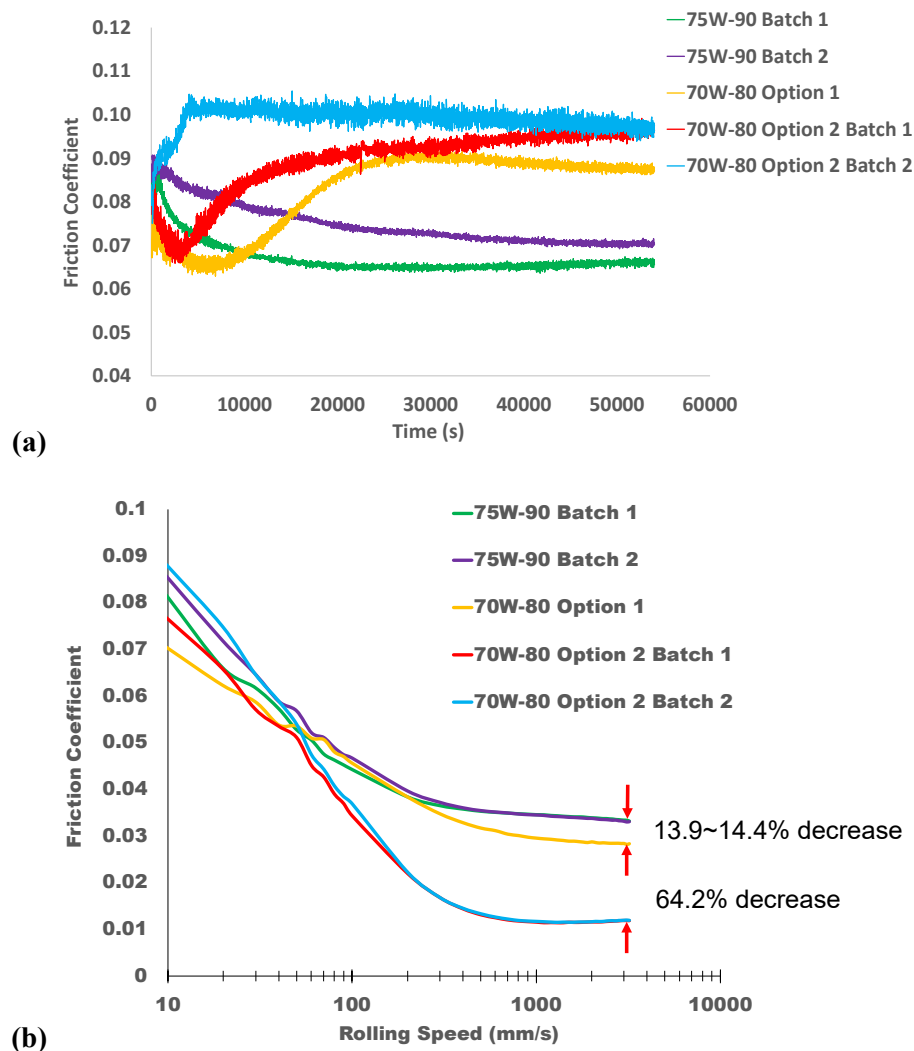 0.12
0.11
0.10
0.09
0.08
0.07
0.06
0.05
0.04
Friction Coefficient
75W-90 Batch 1
75W-90 Batch 2
70W-80 Option 1
70W-80 Option 2 Batch 1
70W-80 Option 2 Batch 2
0 10000 20000 30000 40000 50000 60000
Time (s)
(a)
0.1
0.09
0.08
0.07
0.06
0.05
0.04
0.03
0.02
0.01
0
Friction Coefficient
75W-90 Batch 1
75W-90 Batch 2
70W-80 Option 1
70W-80 Option 2 Batch 1
70W-80 Option 2 Batch 2
13.9~14.4% decrease
64.2% decrease
10 100 1000 10000
Rolling Speed (mm/s)
(b)